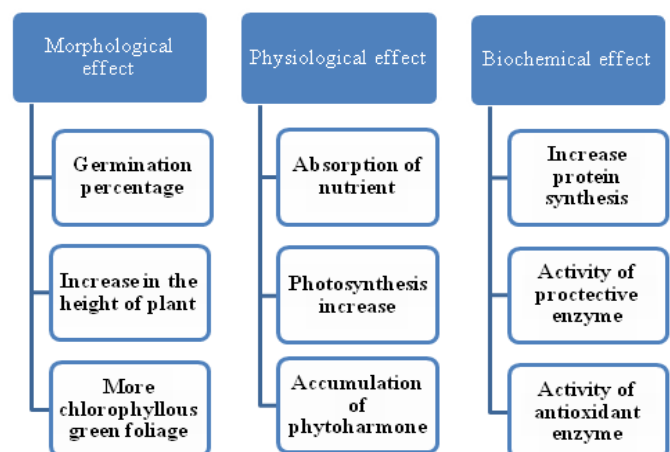 Morphological
effect
Germination
percentage
Increase in the
height of plant
More
chlorophyllous
green foliage
Physiological effect
Absorption of
nutrient
Photosynthesis
increase
Accumulation
of
phytoharmone
Biochemical effect
Increase
protein
synthesis
Activity of
proctective
enzyme
Activity of
antioxidant
enzyme